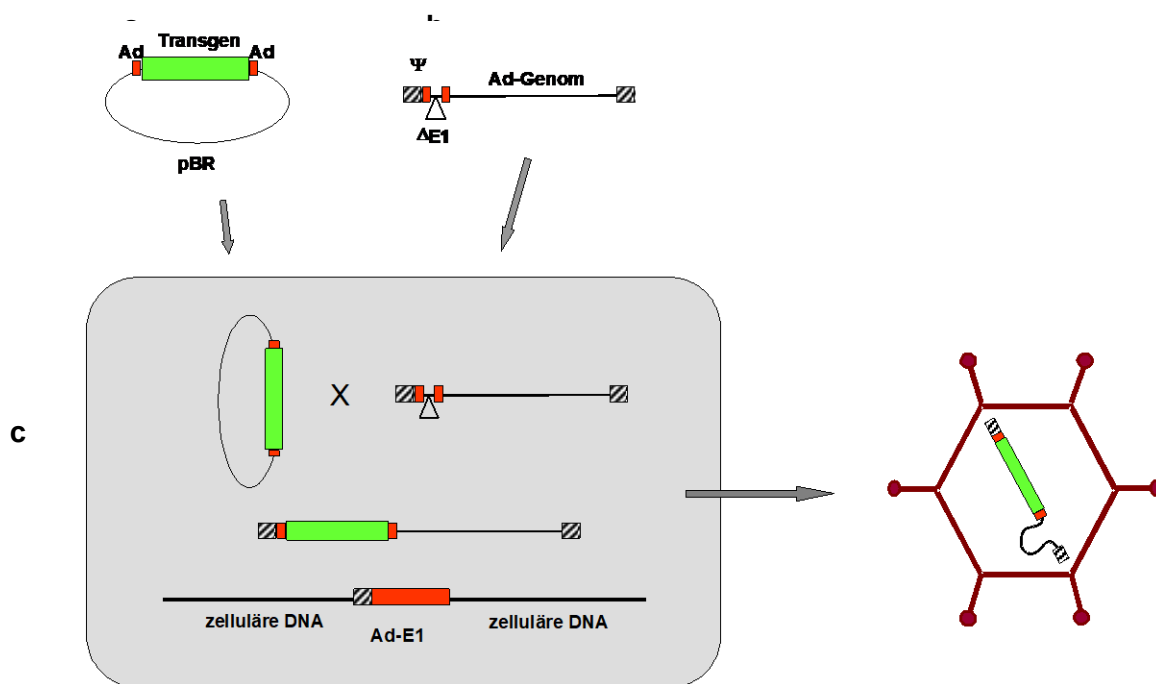 Transgen
Ad Ad
pBR
Ψ
Ad-Genom
ΔE1
c
X
zelluläre DNA Ad-E1 zelluläre DNA